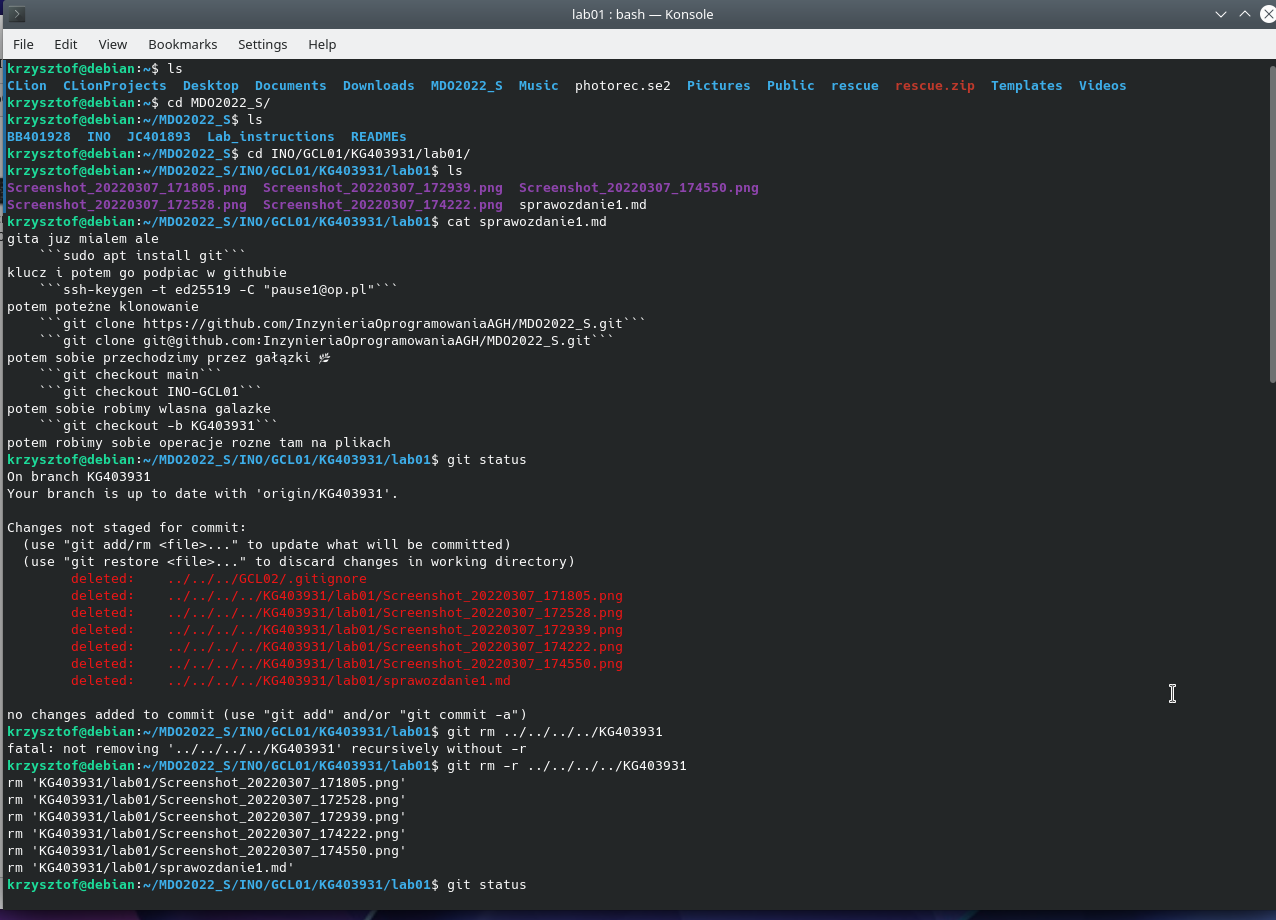 lab01 : bash — Konsole
File Edit View Bookmarks Settings Help
krzysztof@debian:~$ ls
CLion  CLionProjects  Desktop  Documents  Downloads  MDO2022_S  Music  photorec.se2  Pictures  Public  rescue  rescue.zip  Templates  Videos
krzysztof@debian:~$ cd MDO2022_S/
krzysztof@debian:~/MDO2022_S$ ls
BB401928  INO  JC401893  Lab_instructions  READMEs
krzysztof@debian:~/MDO2022_S$ cd INO/GCL01/KG403931/lab01/
krzysztof@debian:~/MDO2022_S/INO/GCL01/KG403931/lab01$ ls
Screenshot_20220307_171805.png  Screenshot_20220307_172939.png  Screenshot_20220307_174550.png
Screenshot_20220307_172528.png  Screenshot_20220307_174222.png  sprawozdanie1.md
krzysztof@debian:~/MDO2022_S/INO/GCL01/KG403931/lab01$ cat sprawozdanie1.md
gita juz mialem ale
    ```sudo apt install git```
klucz i potem go podpiac w githubie
    ```ssh-keygen -t ed25519 -C "pause1@op.pl"```
potem poteżne klonowanie
    ```git clone https://github.com/InzynieriaOprogramowaniaAGH/MDO2022_S.git```
    ```git clone git@github.com:InzynieriaOprogramowaniaAGH/MDO2022_S.git```
potem sobie przechodzimy przez gałązki 🌿
    ```git checkout main```
    ```git checkout INO-GCL01```
potem sobie robimy wlasna galazke
    ```git checkout -b KG403931```
potem robimy sobie operacje rozne tam na plikach
krzysztof@debian:~/MDO2022_S/INO/GCL01/KG403931/lab01$ git status
On branch KG403931
Your branch is up to date with 'origin/KG403931'.
Changes not staged for commit:
  (use "git add/rm <file>..." to update what will be committed)
  (use "git restore <file>..." to discard changes in working directory)
        deleted:    ../../../GCL02/.gitignore
        deleted:    ../../../../KG403931/lab01/Screenshot_20220307_171805.png
        deleted:    ../../../../KG403931/lab01/Screenshot_20220307_172528.png
        deleted:    ../../../../KG403931/lab01/Screenshot_20220307_172939.png
        deleted:    ../../../../KG403931/lab01/Screenshot_20220307_174222.png
        deleted:    ../../../../KG403931/lab01/Screenshot_20220307_174550.png
        deleted:    ../../../../KG403931/lab01/sprawozdanie1.md
no changes added to commit (use "git add" and/or "git commit -a")
krzysztof@debian:~/MDO2022_S/INO/GCL01/KG403931/lab01$ git rm ../../../../KG403931
fatal: not removing '../../../../KG403931' recursively without -r
krzysztof@debian:~/MDO2022_S/INO/GCL01/KG403931/lab01$ git rm -r ../../../../KG403931
rm 'KG403931/lab01/Screenshot_20220307_171805.png'
rm 'KG403931/lab01/Screenshot_20220307_172528.png'
rm 'KG403931/lab01/Screenshot_20220307_172939.png'
rm 'KG403931/lab01/Screenshot_20220307_174222.png'
rm 'KG403931/lab01/Screenshot_20220307_174550.png'
rm 'KG403931/lab01/sprawozdanie1.md'
krzysztof@debian:~/MDO2022_S/INO/GCL01/KG403931/lab01$ git status